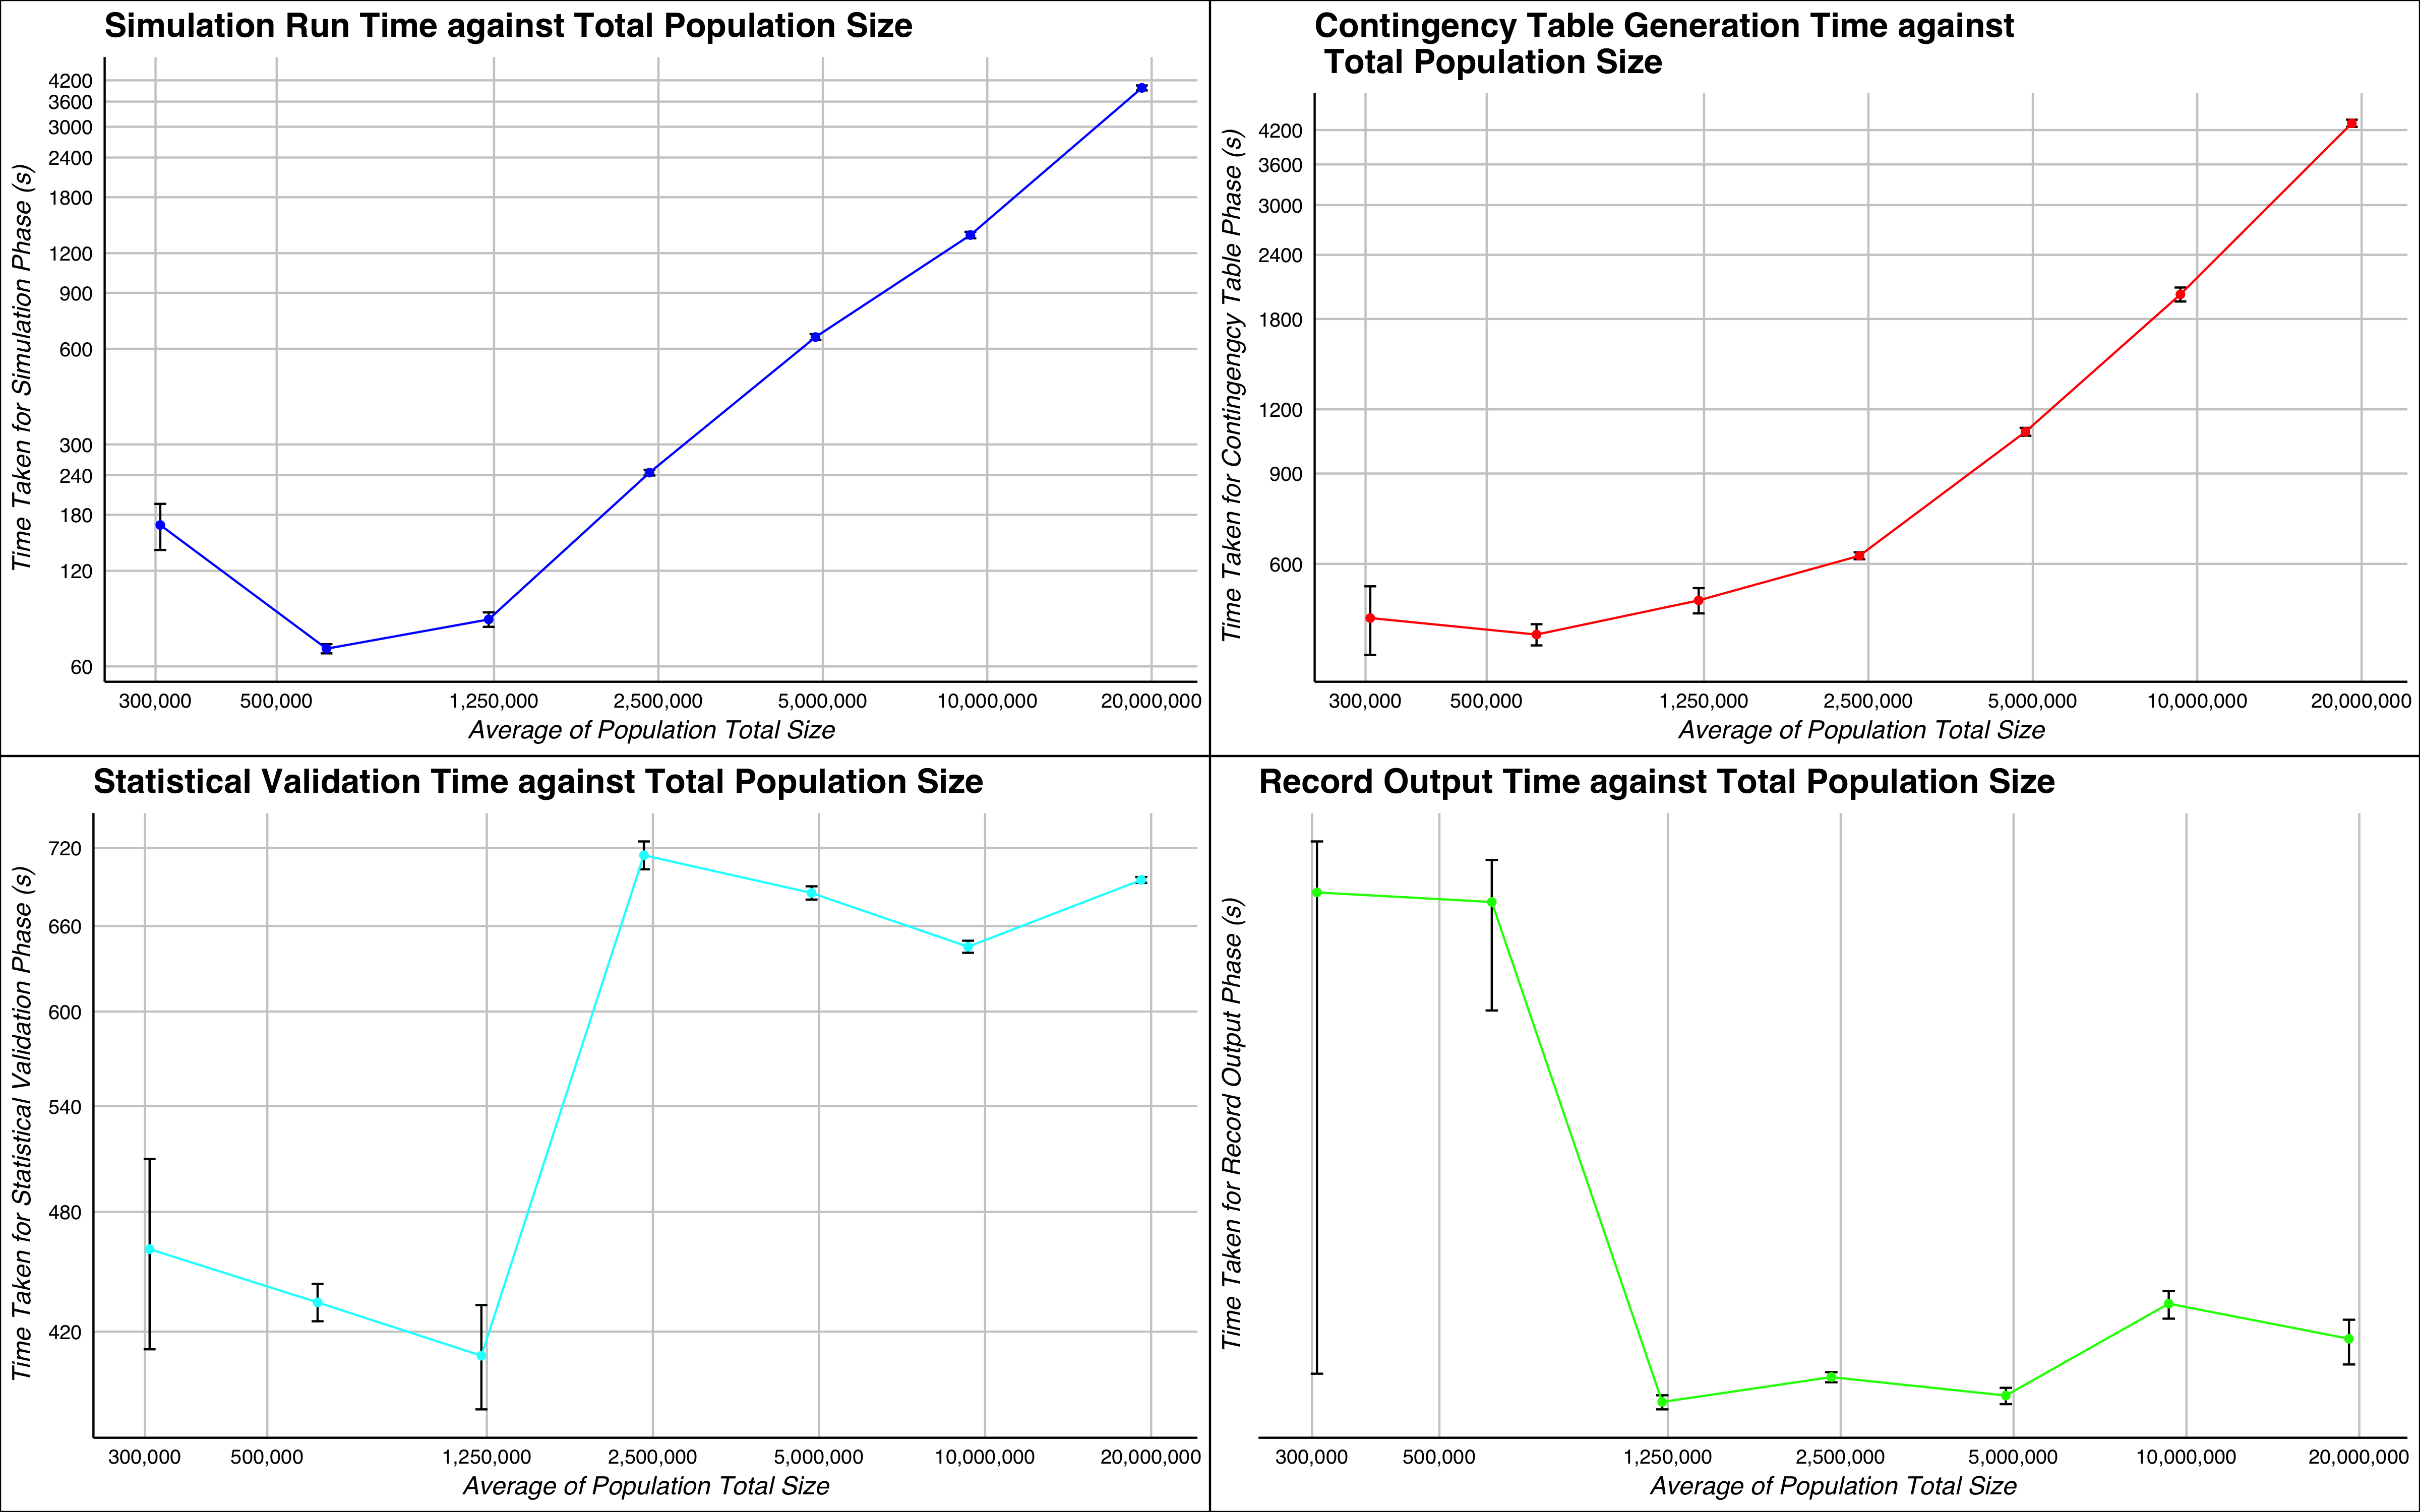 Simulation Run Time against Total Population Size
Time Taken for Simulation Phase (s)
4200
3600
3000
2400
1800
1200
900
600
300
240
180
120
60
300,000 500,000 1,250,000 2,500,000 5,000,000 10,000,000 20,000,000
Average of Population Total Size
Contingency Table Generation Time against
Total Population Size
Time Taken for Contingengcy Table Phase (s)
4200
3600
3000
2400
1800
1200
900
600
300,000 500,000 1,250,000 2,500,000 5,000,000 10,000,000 20,000,000
Average of Population Total Size
Statistical Validation Time against Total Population Size
Time Taken for Statistical Validation Phase (s)
720
660
600
540
480
420
300,000 500,000 1,250,000 2,500,000 5,000,000 10,000,000 20,000,000
Average of Population Total Size
Record Output Time against Total Population Size
Time Taken for Record Output Phase (s)
300,000 500,000 1,250,000 2,500,000 5,000,000 10,000,000 20,000,000
Average of Population Total Size